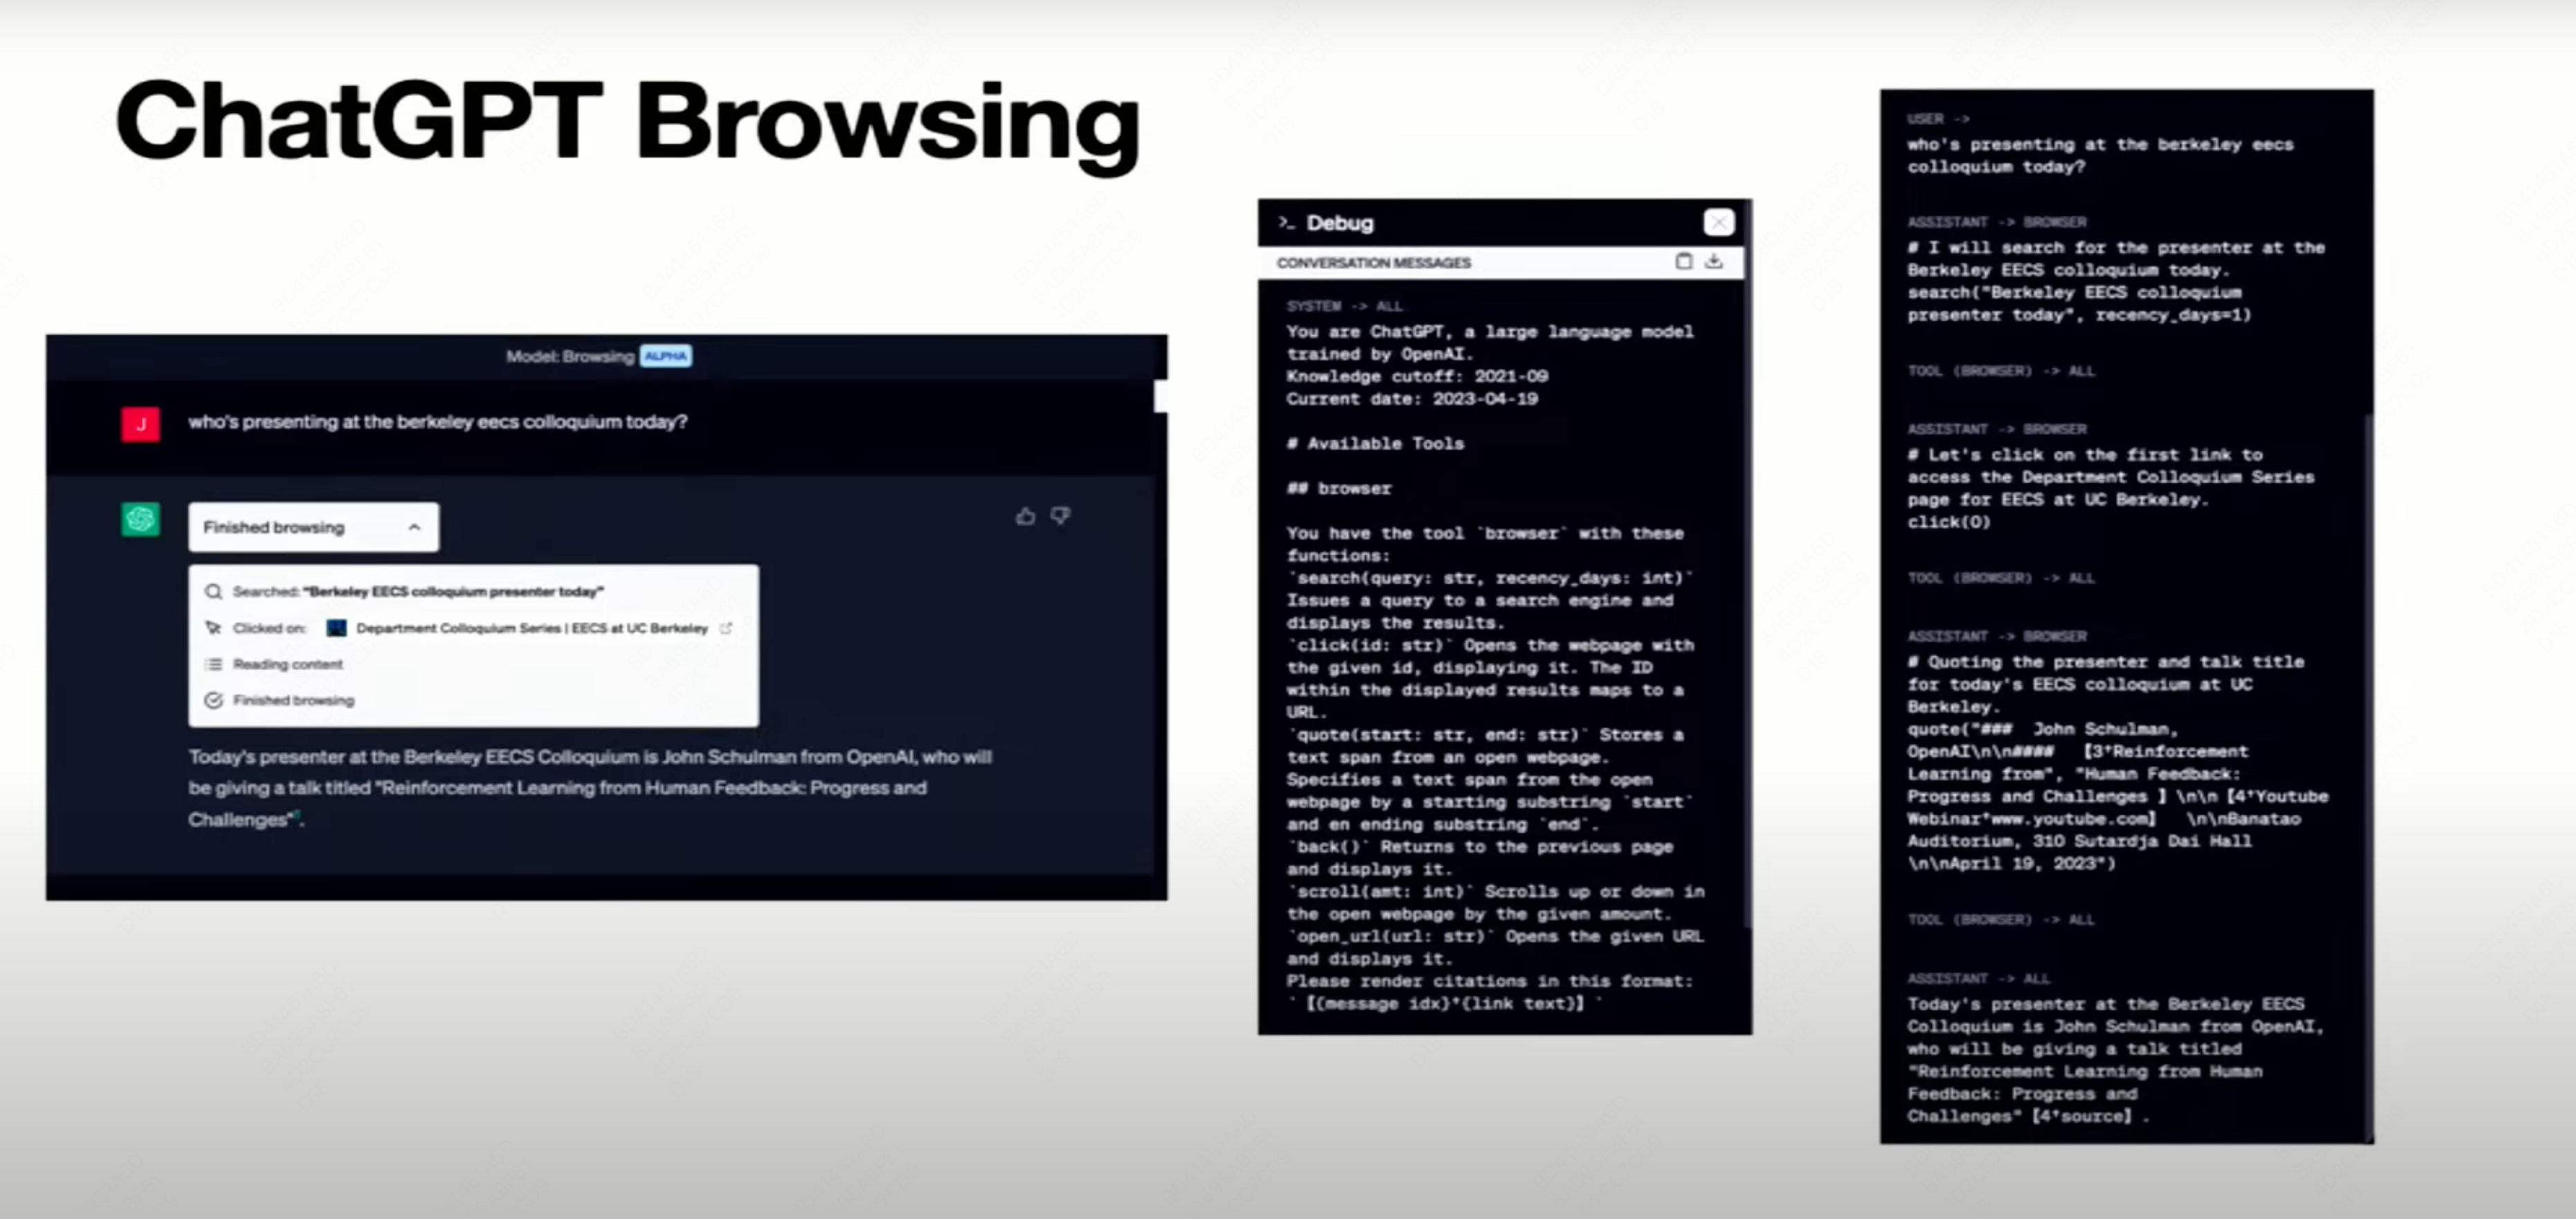 ChatGPT Browsing
Model: Browsing ALPHA
J
who's presenting at the berkeley eecs colloquium today?
Finished browsing
Searched: "Berkeley EECS colloquium presenter today"
Clicked on: Department Colloquium Series | EECS at UC Berkeley
Reading content
Finished browsing
Today's presenter at the Berkeley EECS Colloquium is John Schulman from OpenAI, who will
be giving a talk titled "Reinforcement Learning from Human Feedback: Progress and
Challenges".
>_ Debug
CONVERSATION MESSAGES
SYSTEM -> ALL
You are ChatGPT, a large language model
trained by OpenAI.
Knowledge cutoff: 2021-09
Current date: 2023-04-19
# Available Tools
## browser
You have the tool `browser` with these
functions:
`search(query: str, recency_days: int)`
Issues a query to a search engine and
displays the results.
`click(id: str)` Opens the webpage with
the given id, displaying it. The ID
within the displayed results maps to a
URL.
`quote(start: str, end: str)` Stores a
text span from an open webpage.
Specifies a text span from the open
webpage by a starting substring `start`
and en ending substring `end`.
`back()` Returns to the previous page
and displays it.
`scroll(amt: int)` Scrolls up or down in
the open webpage by the given amount.
`open_url(url: str)` Opens the given URL
and displays it.
Please render citations in this format:
`【{message idx}†{link text}】`
USER ->
who's presenting at the berkeley eecs
colloquium today?
ASSISTANT -> BROWSER
# I will search for the presenter at the
Berkeley EECS colloquium today.
search("Berkeley EECS colloquium
presenter today", recency_days=1)
TOOL (BROWSER) -> ALL
ASSISTANT -> BROWSER
# Let's click on the first link to
access the Department Colloquium Series
page for EECS at UC Berkeley.
click(0)
TOOL (BROWSER) -> ALL
ASSISTANT -> BROWSER
# Quoting the presenter and talk title
for today's EECS colloquium at UC
Berkeley.
quote("### John Schulman,
OpenAI\n\n#### 【3†Reinforcement
Learning from", "Human Feedback:
Progress and Challenges 】 \n\n【4†Youtube
Webinar†www.youtube.com】 \n\nBanatao
Auditorium, 310 Sutardja Dai Hall
\n\nApril 19, 2023")
TOOL (BROWSER) -> ALL
ASSISTANT -> ALL
Today's presenter at the Berkeley EECS
Colloquium is John Schulman from OpenAI,
who will be giving a talk titled
"Reinforcement Learning from Human
Feedback: Progress and
Challenges"【4†source】.